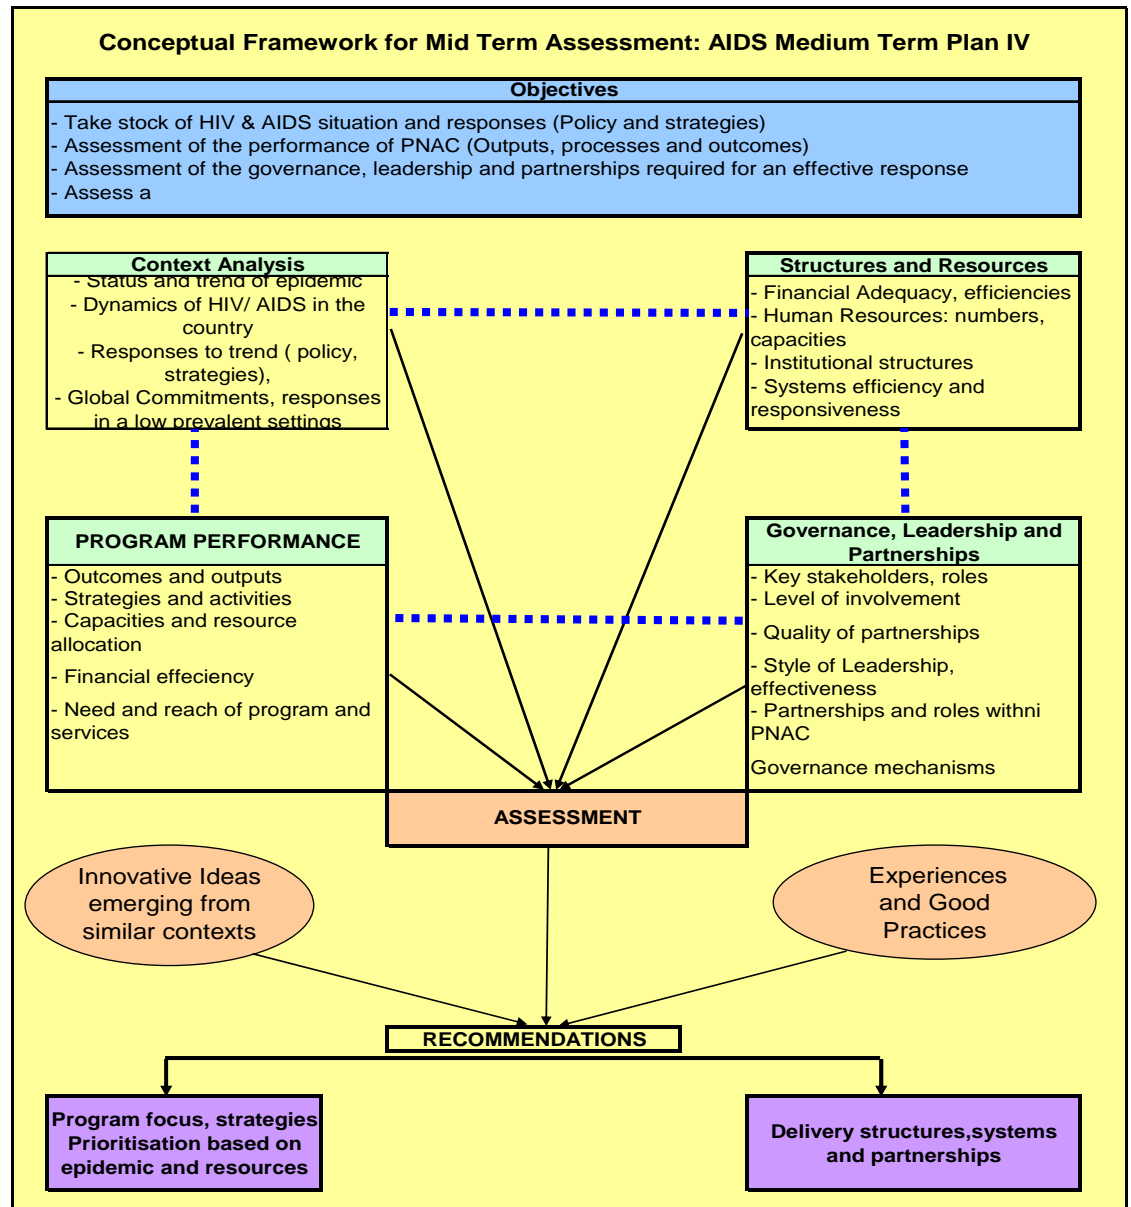 Conceptual Framework for Mid Term Assessment: AIDS Medium Term Plan IV
Objectives
- Take stock of HIV & AIDS situation and responses (Policy and strategies)
- Assessment of the performance of PNAC (Outputs, processes and outcomes)
- Assessment of the governance, leadership and partnerships required for an effective response
- Assess a
Context Analysis
- Status and trend of epidemic
- Dynamics of HIV/ AIDS in the
country
- Responses to trend ( policy,
strategies),
- Global Commitments, responses
in a low prevalent settings
Structures and Resources
- Financial Adequacy, efficiencies
- Human Resources: numbers,
capacities
- Institutional structures
- Systems efficiency and
responsiveness
PROGRAM PERFORMANCE
- Outcomes and outputs
- Strategies and activities
- Capacities and resource
allocation
- Financial effeciency
- Need and reach of program and
services
Governance, Leadership and
Partnerships
- Key stakeholders, roles
- Level of involvement
- Quality of partnerships
- Style of Leadership,
effectiveness
- Partnerships and roles withni
PNAC
Governance mechanisms
ASSESSMENT
Innovative Ideas
emerging from
similar contexts
Experiences
and Good
Practices
RECOMMENDATIONS
Program focus, strategies
Prioritisation based on
epidemic and resources
Delivery structures,systems
and partnerships